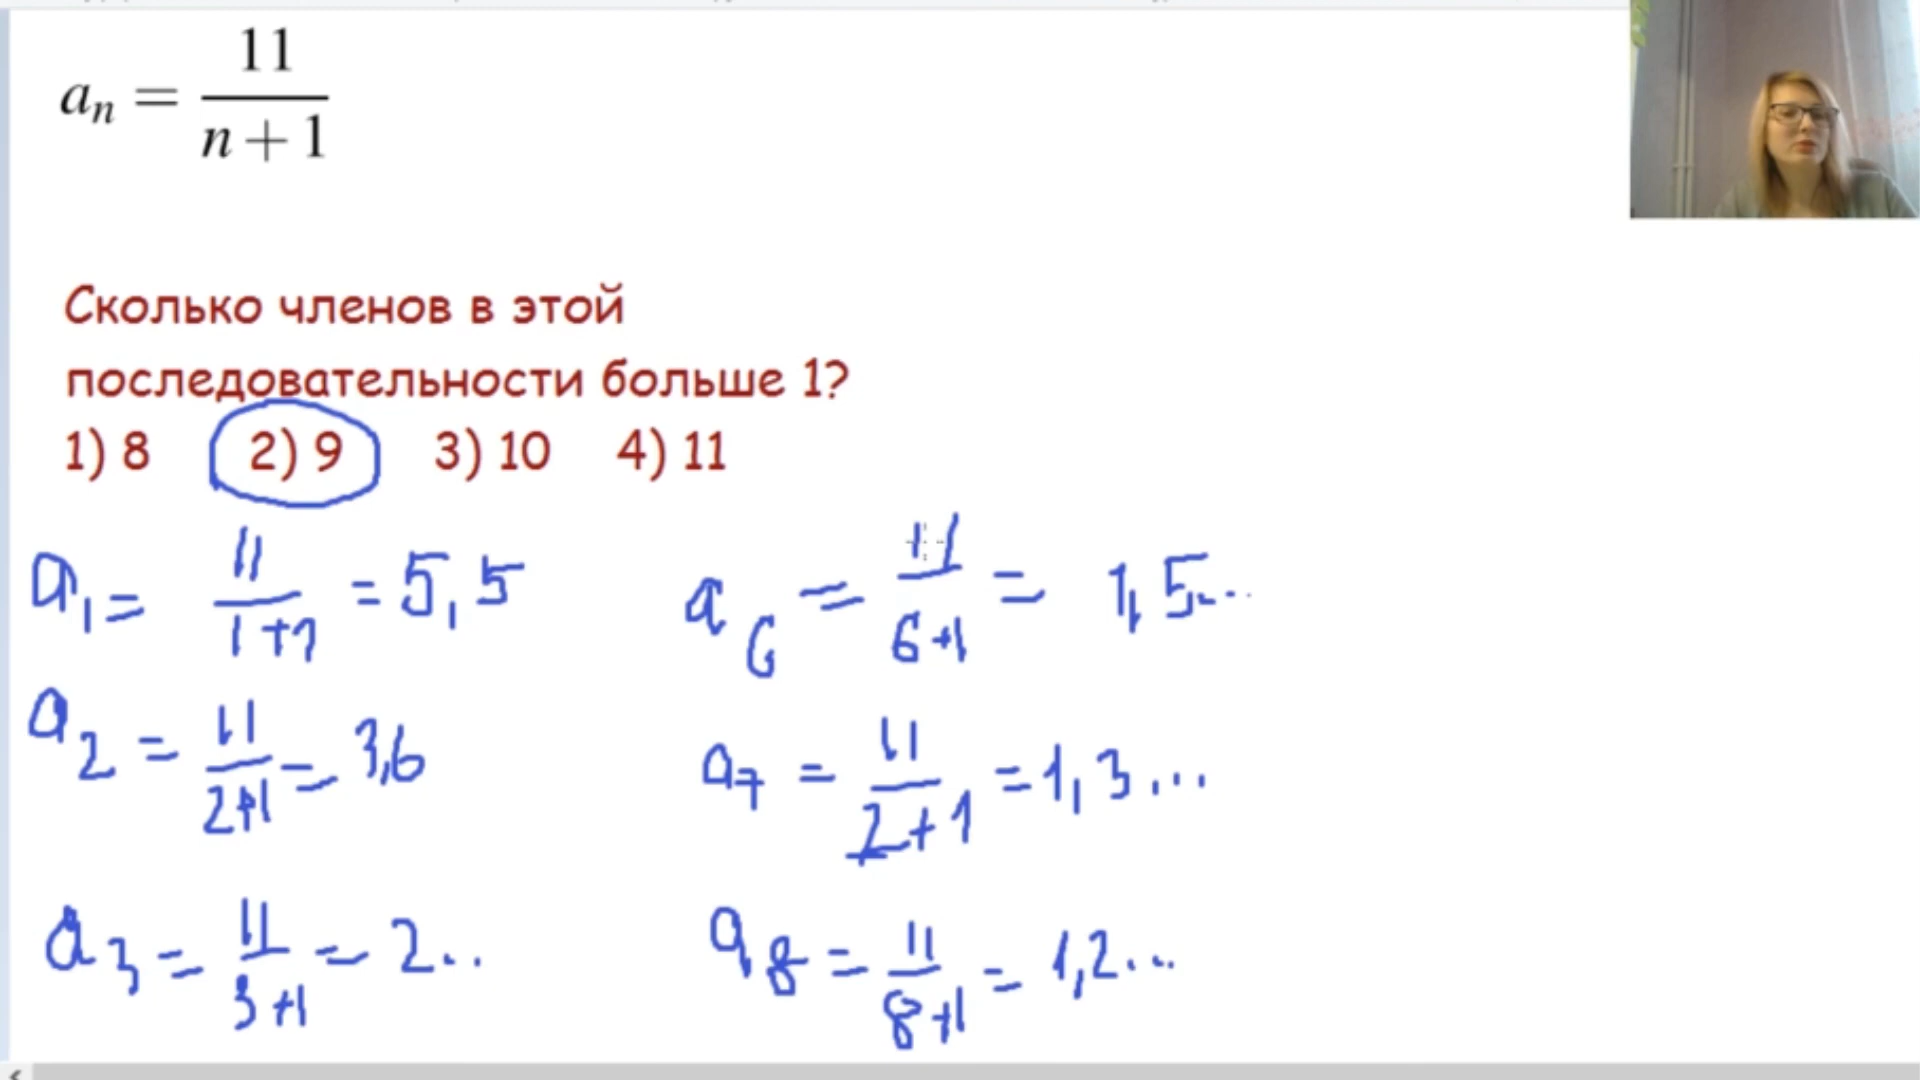 aₙ = 11/(n+1)
Сколько членов в этой
последовательности больше 1?
1) 8 2) 9 3) 10 4) 11
a₁ = 11/(1+1) = 5,5
a₂ = 11/(2+1) = 3,6
a₃ = 11/(3+1) = 2...
a₆ = 11/(6+1) = 1,5...
a₇ = 11/(7+1) = 1,3...
a₈ = 11/(8+1) = 1,2...